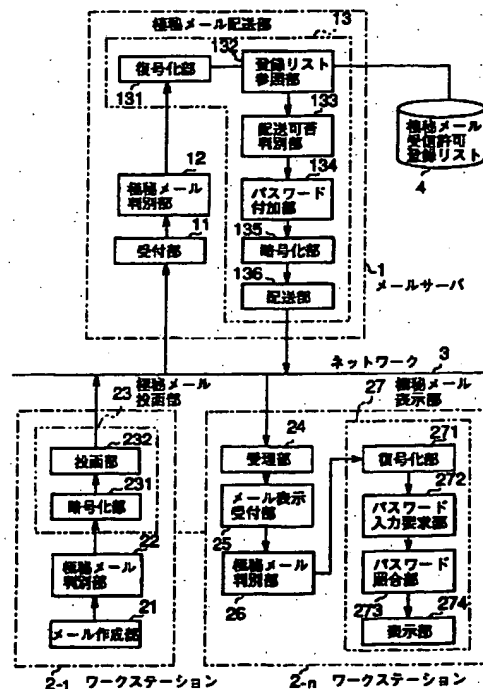 極秘メール配送部
13
132
復号化部
131
登録リスト
参照部
133
配送可否
判別部
極秘メール
受信許可
登録リスト
4
12
134
極秘メール
判別部
パスワード
付加部
11
135
受付部
暗号化部
136
配送部
1
メールサーバ
ネットワーク
3
極秘メール
投函部
23
27
極秘メール
表示部
232
投函部
24
受理部
271
復号化部
231
暗号化部
メール表示
受付部
25
272
パスワード
入力要求部
22
極秘メール
判別部
極秘メール
判別部
26
パスワード
照合部
273
274
21
メール作成部
表示部
2-1 ワークステーション
2-n ワークステーション